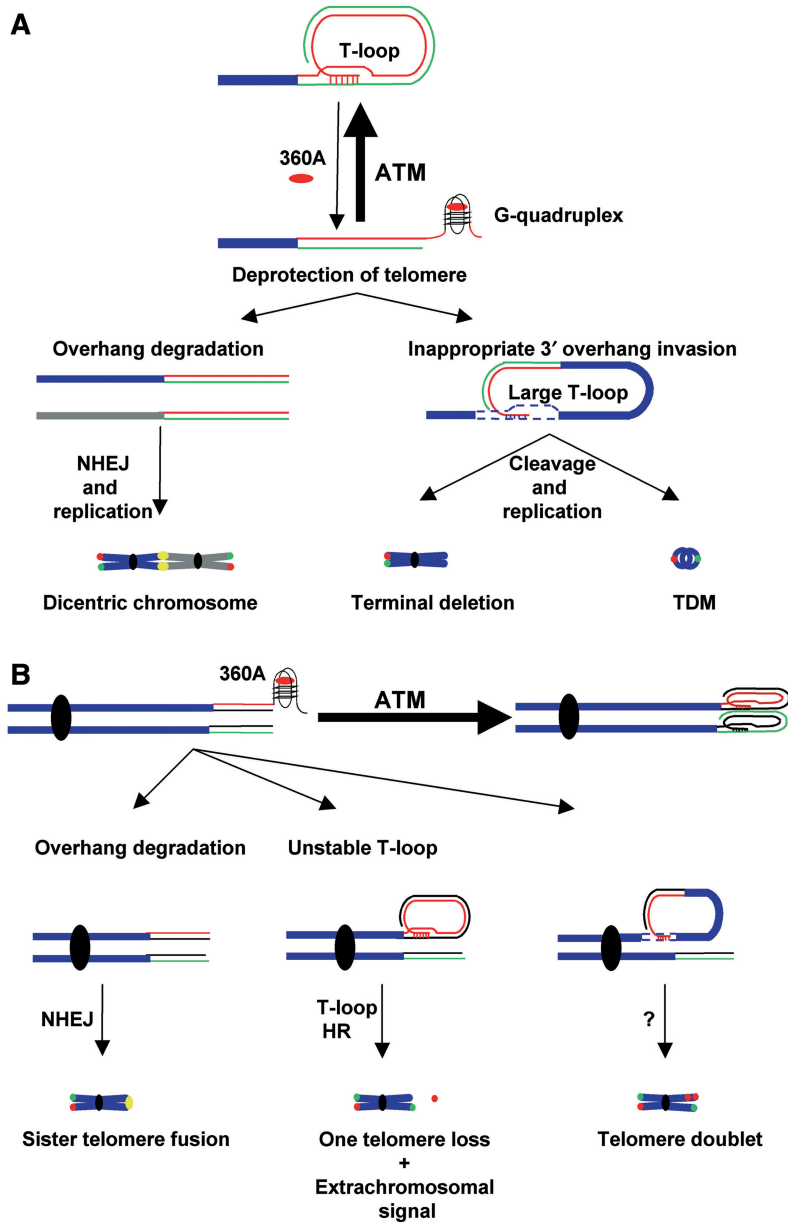 A
T-loop
360A
ATM
G-quadruplex
Deprotection of telomere
Overhang degradation
Inappropriate 3′ overhang invasion
Large T-loop
NHEJ
and
replication
Cleavage
and
replication
Dicentric chromosome
Terminal deletion
TDM
B
360A
ATM
Overhang degradation
Unstable T-loop
NHEJ
T-loop
HR
?
Sister telomere fusion
One telomere loss
+
Extrachromosomal
signal
Telomere doublet